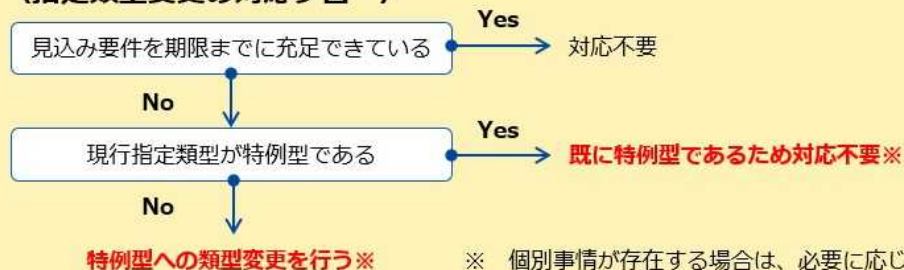 見込み要件を期限までに充足できている
Yes
対応不要
No
現行指定類型が特例型である
Yes
既に特例型であるため対応不要※
No
特例型への類型変更を行う※
※ 個別事情が存在する場合は、必要に応じ